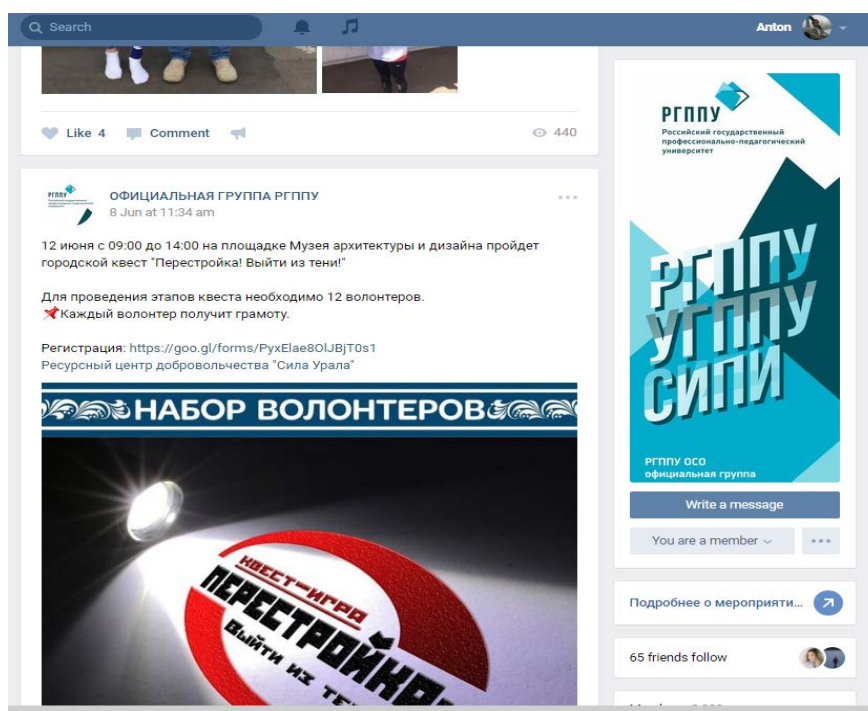 Search
Anton
Like 4
Comment
440
РГППУ
ОФИЦИАЛЬНАЯ ГРУППА РГППУ
8 Jun at 11:34 am
12 июня с 09:00 до 14:00 на площадке Музея архитектуры и дизайна пройдет
городской квест "Перестройка! Выйти из тени!"
Для проведения этапов квеста необходимо 12 волонтеров.
📌Каждый волонтер получит грамоту.
Регистрация: https://goo.gl/forms/PyxElae8OlJBjT0s1
Ресурсный центр добровольчества "Сила Урала"
НАБОР ВОЛОНТЕРОВ
КВЕСТ-ИГРА
ПЕРЕСТРОЙКА
Выйти из
РГППУ
Российский государственный
профессионально-педагогический
университет
РГППУ
УГППУ
СИПИ
РГППУ ОСО
официальная группа
Write a message
You are a member
Подробнее о мероприяти...
65 friends follow